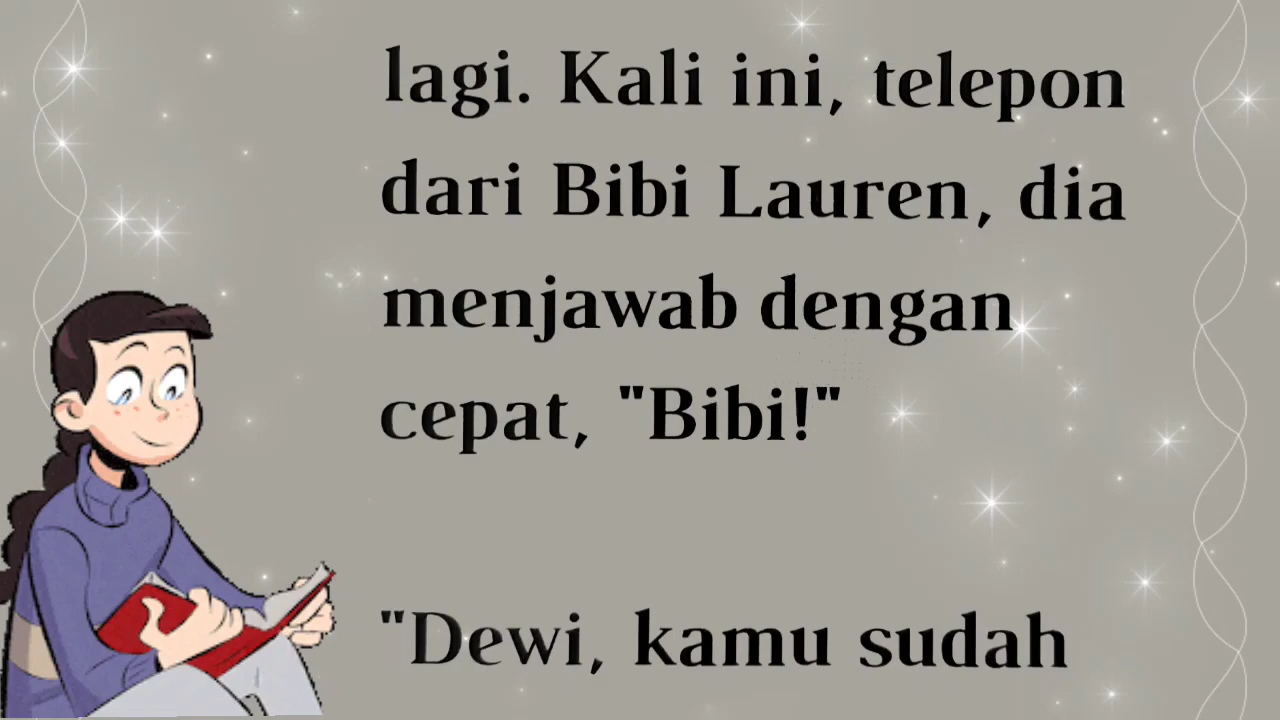 lagi. Kali ini, telepon
dari Bibi Lauren, dia
menjawab dengan
cepat, "Bibi!"
"Dewi, kamu sudah